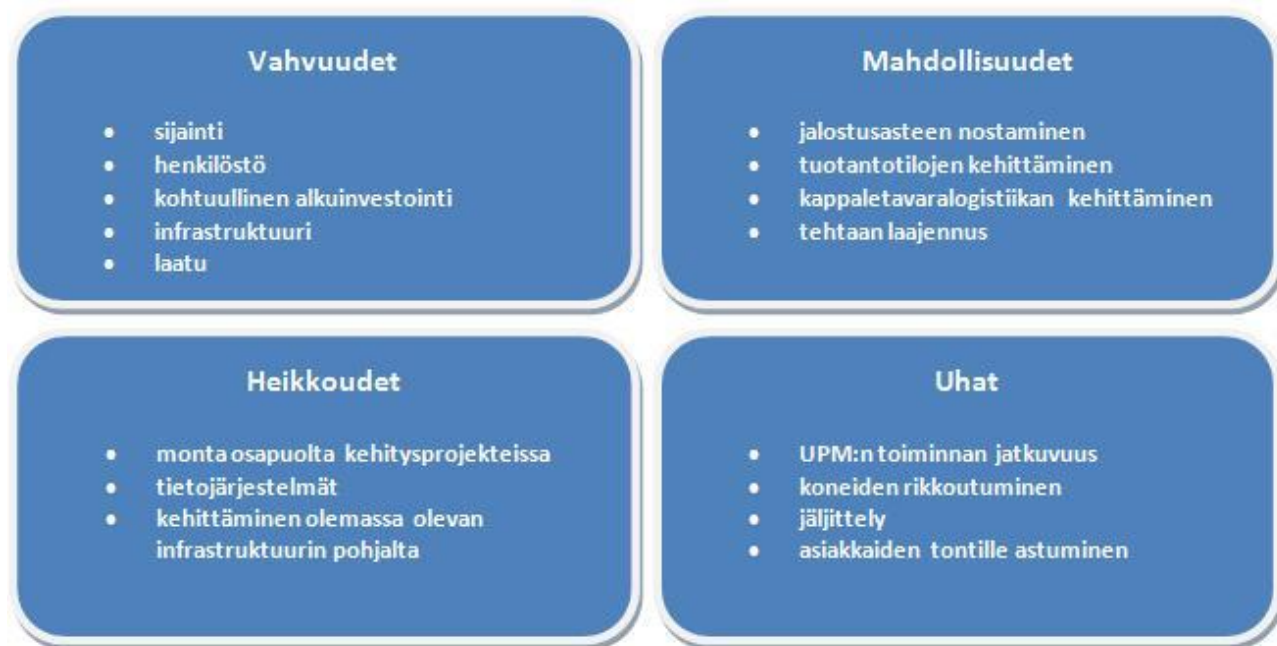 Vahvuudet
sijainti
henkilöstö
kohtuullinen alkuinvestointi
infrastruktuuri
laatu
Mahdollisuudet
jalostusasteen nostaminen
tuotantotilojen kehittäminen
kappaletavaralogistiikan kehittäminen
tehtaan laajennus
Heikkoudet
monta osapuolta kehitysprojekteissa
tietojärjestelmät
kehittäminen olemassa olevan
infrastruktuurin pohjalta
Uhat
UPM:n toiminnan jatkuvuus
koneiden rikkoutuminen
jäljittely
asiakkaiden tontille astuminen